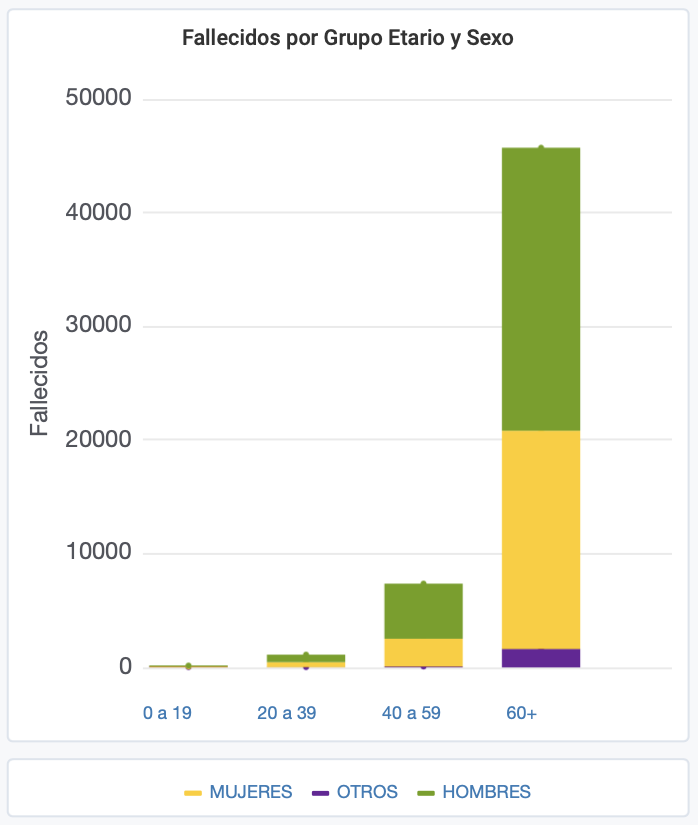 Fallecidos por Grupo Etario y Sexo
50000
40000
30000
20000
10000
0
Fallecidos
0 a 19 20 a 39 40 a 59 60+
MUJERES OTROS HOMBRES